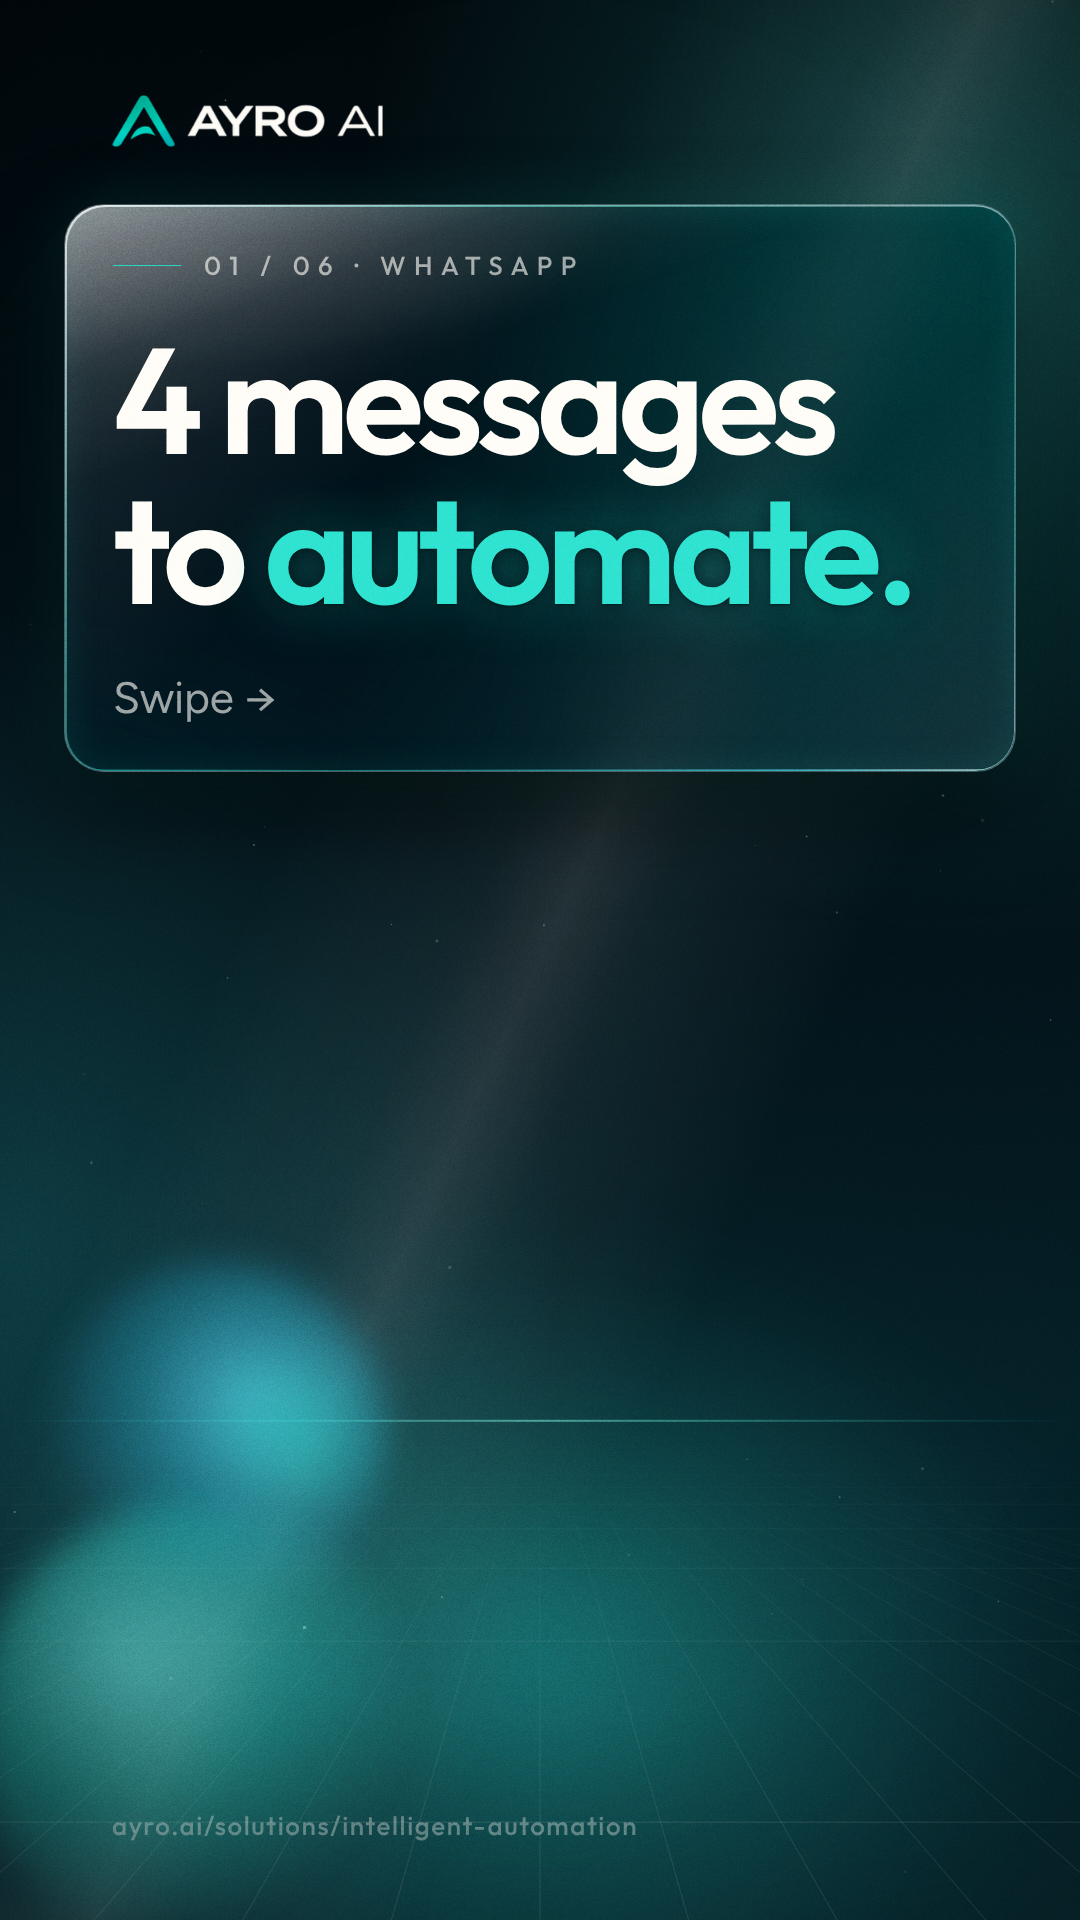 AYRO AI
01 / 06 · WHATSAPP
4 messages
to automate.
Swipe →
ayro.ai/solutions/intelligent-automation